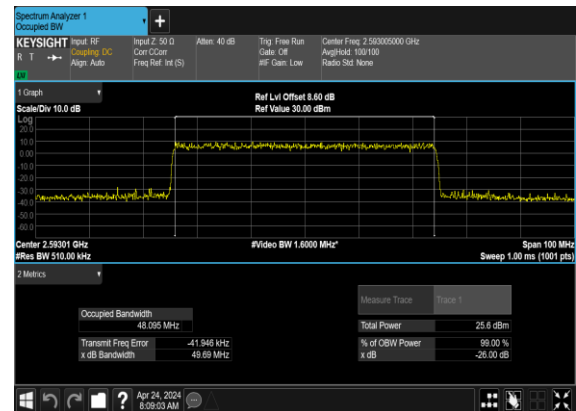 Spectrum Analyzer 1
Occupied BW
+
KEYSIGHT Input: RF Input Z: 50 Ω Atten: 40 dB Trig: Free Run Center Freq: 2.593005000 GHz
R T Coupling: DC Corr CCorr Gate: Off Avg|Hold: 100/100
Align: Auto Freq Ref: Int (S) #IF Gain: Low Radio Std: None
LXI
1 Graph
Ref Lvl Offset 8.60 dB
Scale/Div 10.0 dB Ref Value 30.00 dBm
Log
20.0
10.0
0.00
-10.0
-20.0
-30.0
-40.0
-50.0
-60.0
Center 2.59301 GHz #Video BW 1.6000 MHz* Span 100 MHz
#Res BW 510.00 kHz Sweep 1.00 ms (1001 pts)
2 Metrics
Measure Trace Trace 1
Occupied Bandwidth
48.095 MHz Total Power 25.6 dBm
Transmit Freq Error -41.946 kHz % of OBW Power 99.00 %
x dB Bandwidth 49.69 MHz x dB -26.00 dB
? Apr 24, 2024
8:09:03 AM